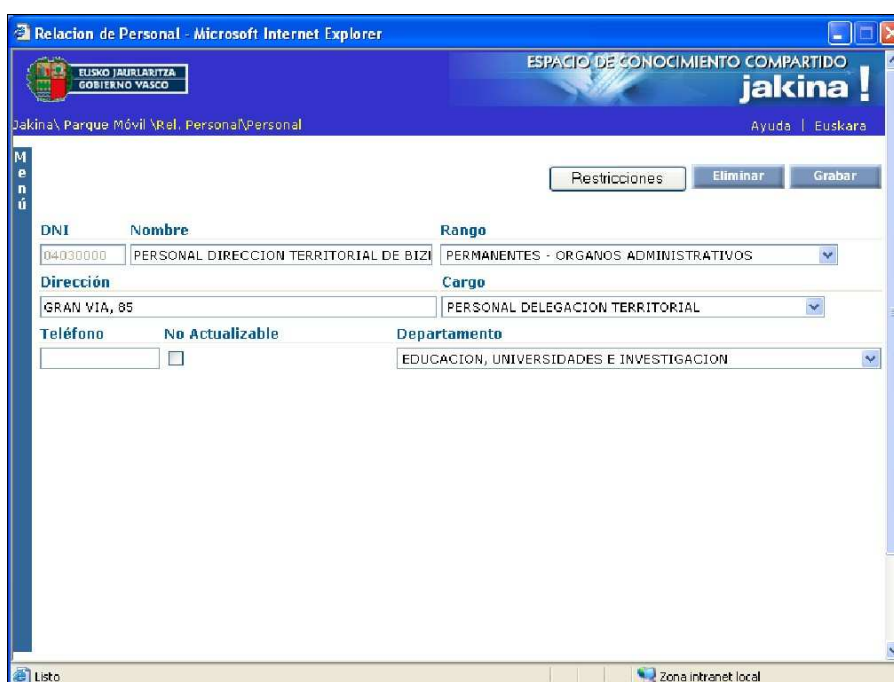 Relacion de Personal - Microsoft Internet Explorer
EUSKO JAURLARITZA
GOBIERNO VASCO
ESPACIO DE CONOCIMIENTO COMPARTIDO
jakina !
Jakina\ Parque Móvil \Rel. Personal\Personal
Ayuda | Euskara
Menú
Restricciones Eliminar Grabar
DNI Nombre Rango
04030000 PERSONAL DIRECCION TERRITORIAL DE BIZI PERMANENTES - ORGANOS ADMINISTRATIVOS
Dirección Cargo
GRAN VIA, 85 PERSONAL DELEGACION TERRITORIAL
Teléfono No Actualizable Departamento
EDUCACION, UNIVERSIDADES E INVESTIGACION
Listo Zona intranet local